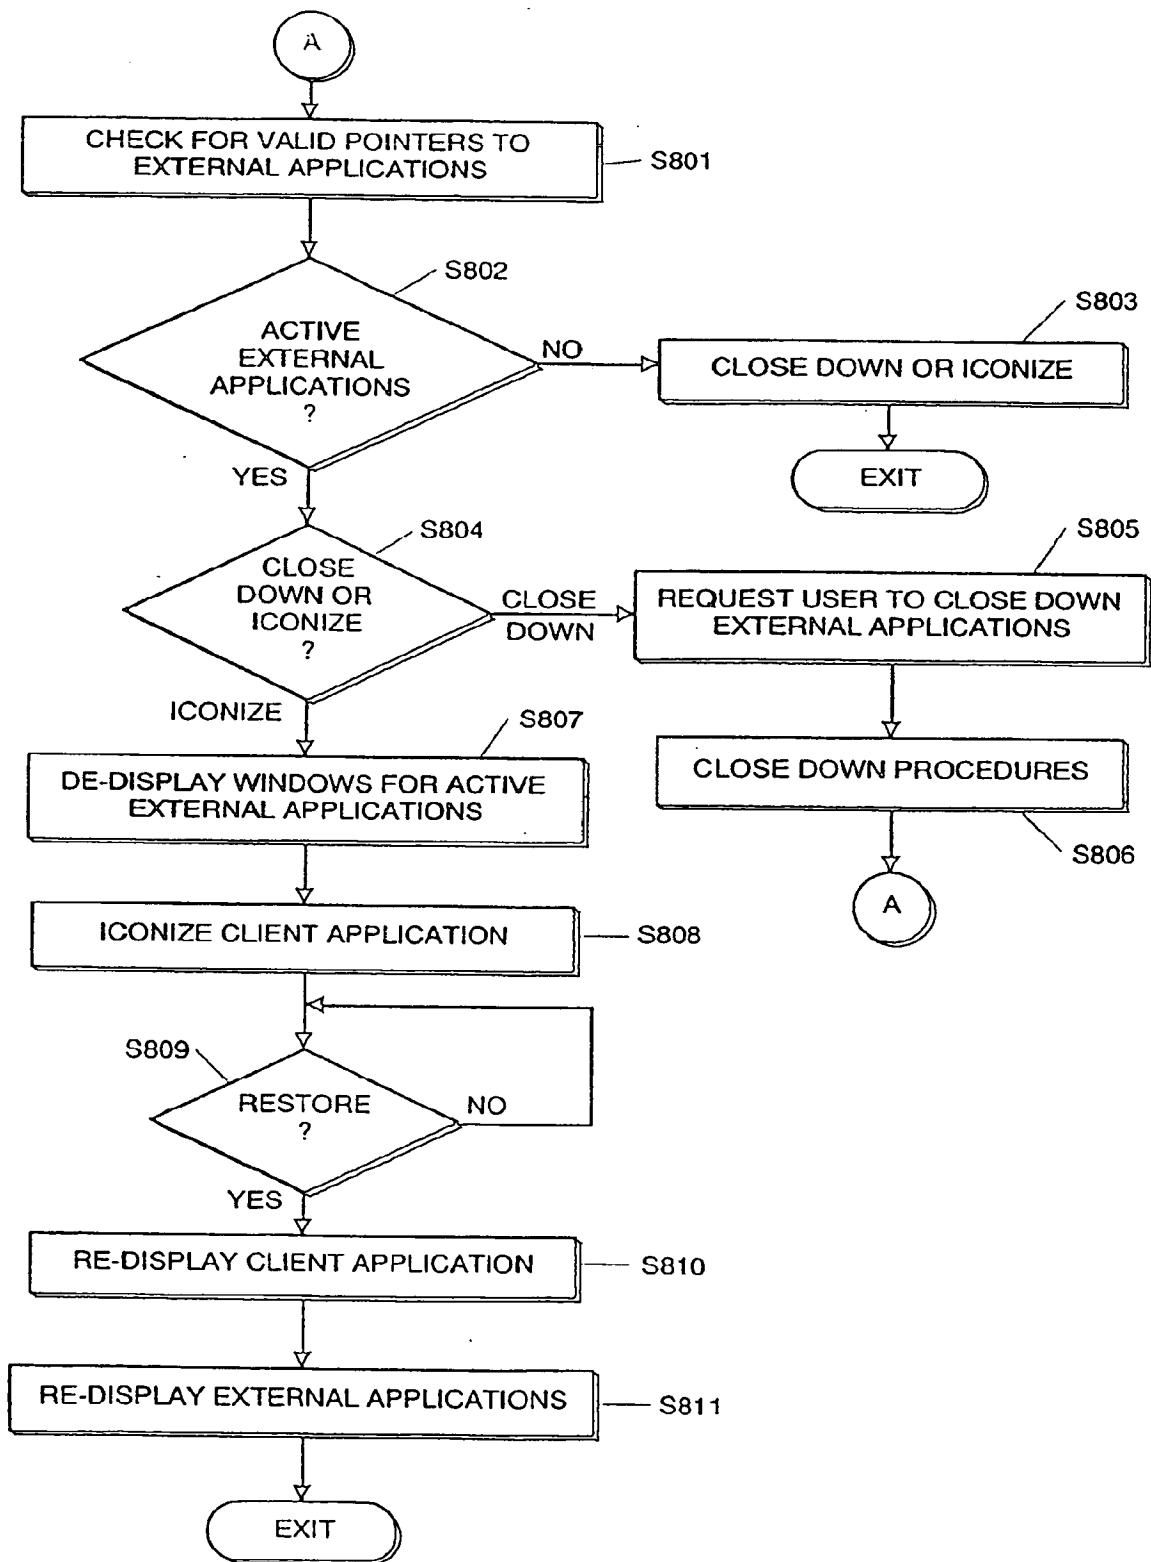 A
CHECK FOR VALID POINTERS TO
EXTERNAL APPLICATIONS
S801
S802
ACTIVE
EXTERNAL
APPLICATIONS
?
NO
S803
CLOSE DOWN OR ICONIZE
EXIT
YES
S804
CLOSE
DOWN OR
ICONIZE
?
CLOSE
DOWN
S805
REQUEST USER TO CLOSE DOWN
EXTERNAL APPLICATIONS
CLOSE DOWN PROCEDURES
S806
A
ICONIZE
S807
DE-DISPLAY WINDOWS FOR ACTIVE
EXTERNAL APPLICATIONS
ICONIZE CLIENT APPLICATION
S808
S809
RESTORE
?
NO
YES
RE-DISPLAY CLIENT APPLICATION
S810
RE-DISPLAY EXTERNAL APPLICATIONS
S811
EXIT